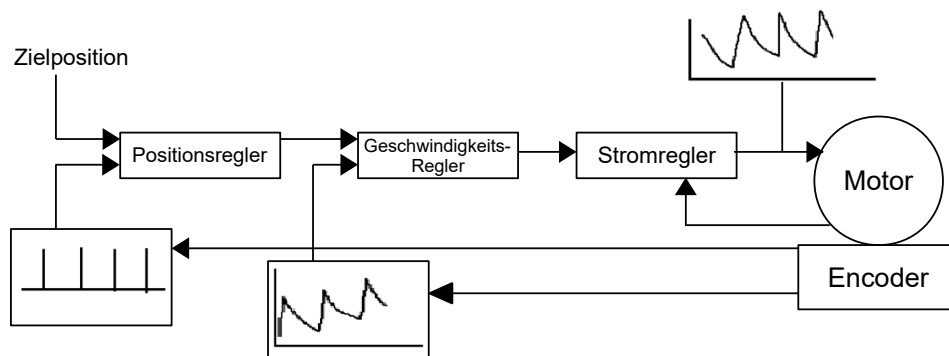 Zielposition
Positionsregler
Geschwindigkeits-
Regler
Stromregler
Motor
Encoder